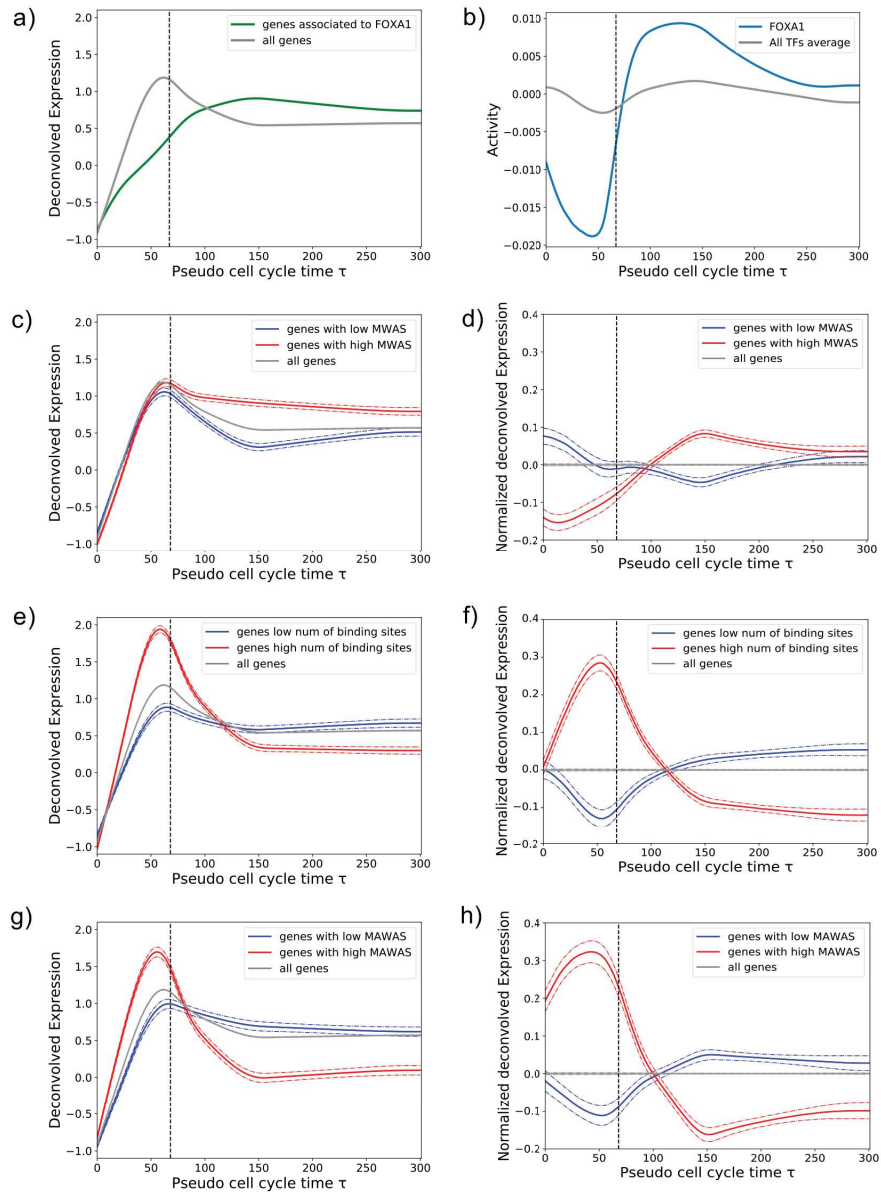 a)
Deconvolved Expression
2.0
1.5
1.0
0.5
0.0
−0.5
−1.0
genes associated to FOXA1
all genes
0 50 100 150 200 250 300
Pseudo cell cycle time τ
b)
Activity
0.010
0.005
0.000
−0.005
−0.010
−0.015
−0.020
FOXA1
All TFs average
0 50 100 150 200 250 300
Pseudo cell cycle time τ
c)
Deconvolved Expression
2.0
1.5
1.0
0.5
0.0
−0.5
−1.0
genes with low MWAS
genes with high MWAS
all genes
0 50 100 150 200 250 300
Pseudo cell cycle time τ
d)
Normalized deconvolved Expression
0.4
0.3
0.2
0.1
0.0
−0.1
−0.2
genes with low MWAS
genes with high MWAS
all genes
0 50 100 150 200 250 300
Pseudo cell cycle time τ
e)
Deconvolved Expression
2.0
1.5
1.0
0.5
0.0
−0.5
−1.0
genes low num of binding sites
genes high num of binding sites
all genes
0 50 100 150 200 250 300
Pseudo cell cycle time τ
f)
Normalized deconvolved Expression
0.4
0.3
0.2
0.1
0.0
−0.1
−0.2
genes low num of binding sites
genes high num of binding sites
all genes
0 50 100 150 200 250 300
Pseudo cell cycle time τ
g)
Deconvolved Expression
2.0
1.5
1.0
0.5
0.0
−0.5
−1.0
genes with low MAWAS
genes with high MAWAS
all genes
0 50 100 150 200 250 300
Pseudo cell cycle time τ
h)
Normalized deconvolved Expression
0.4
0.3
0.2
0.1
0.0
−0.1
−0.2
genes with low MAWAS
genes with high MAWAS
all genes
0 50 100 150 200 250 300
Pseudo cell cycle time τ